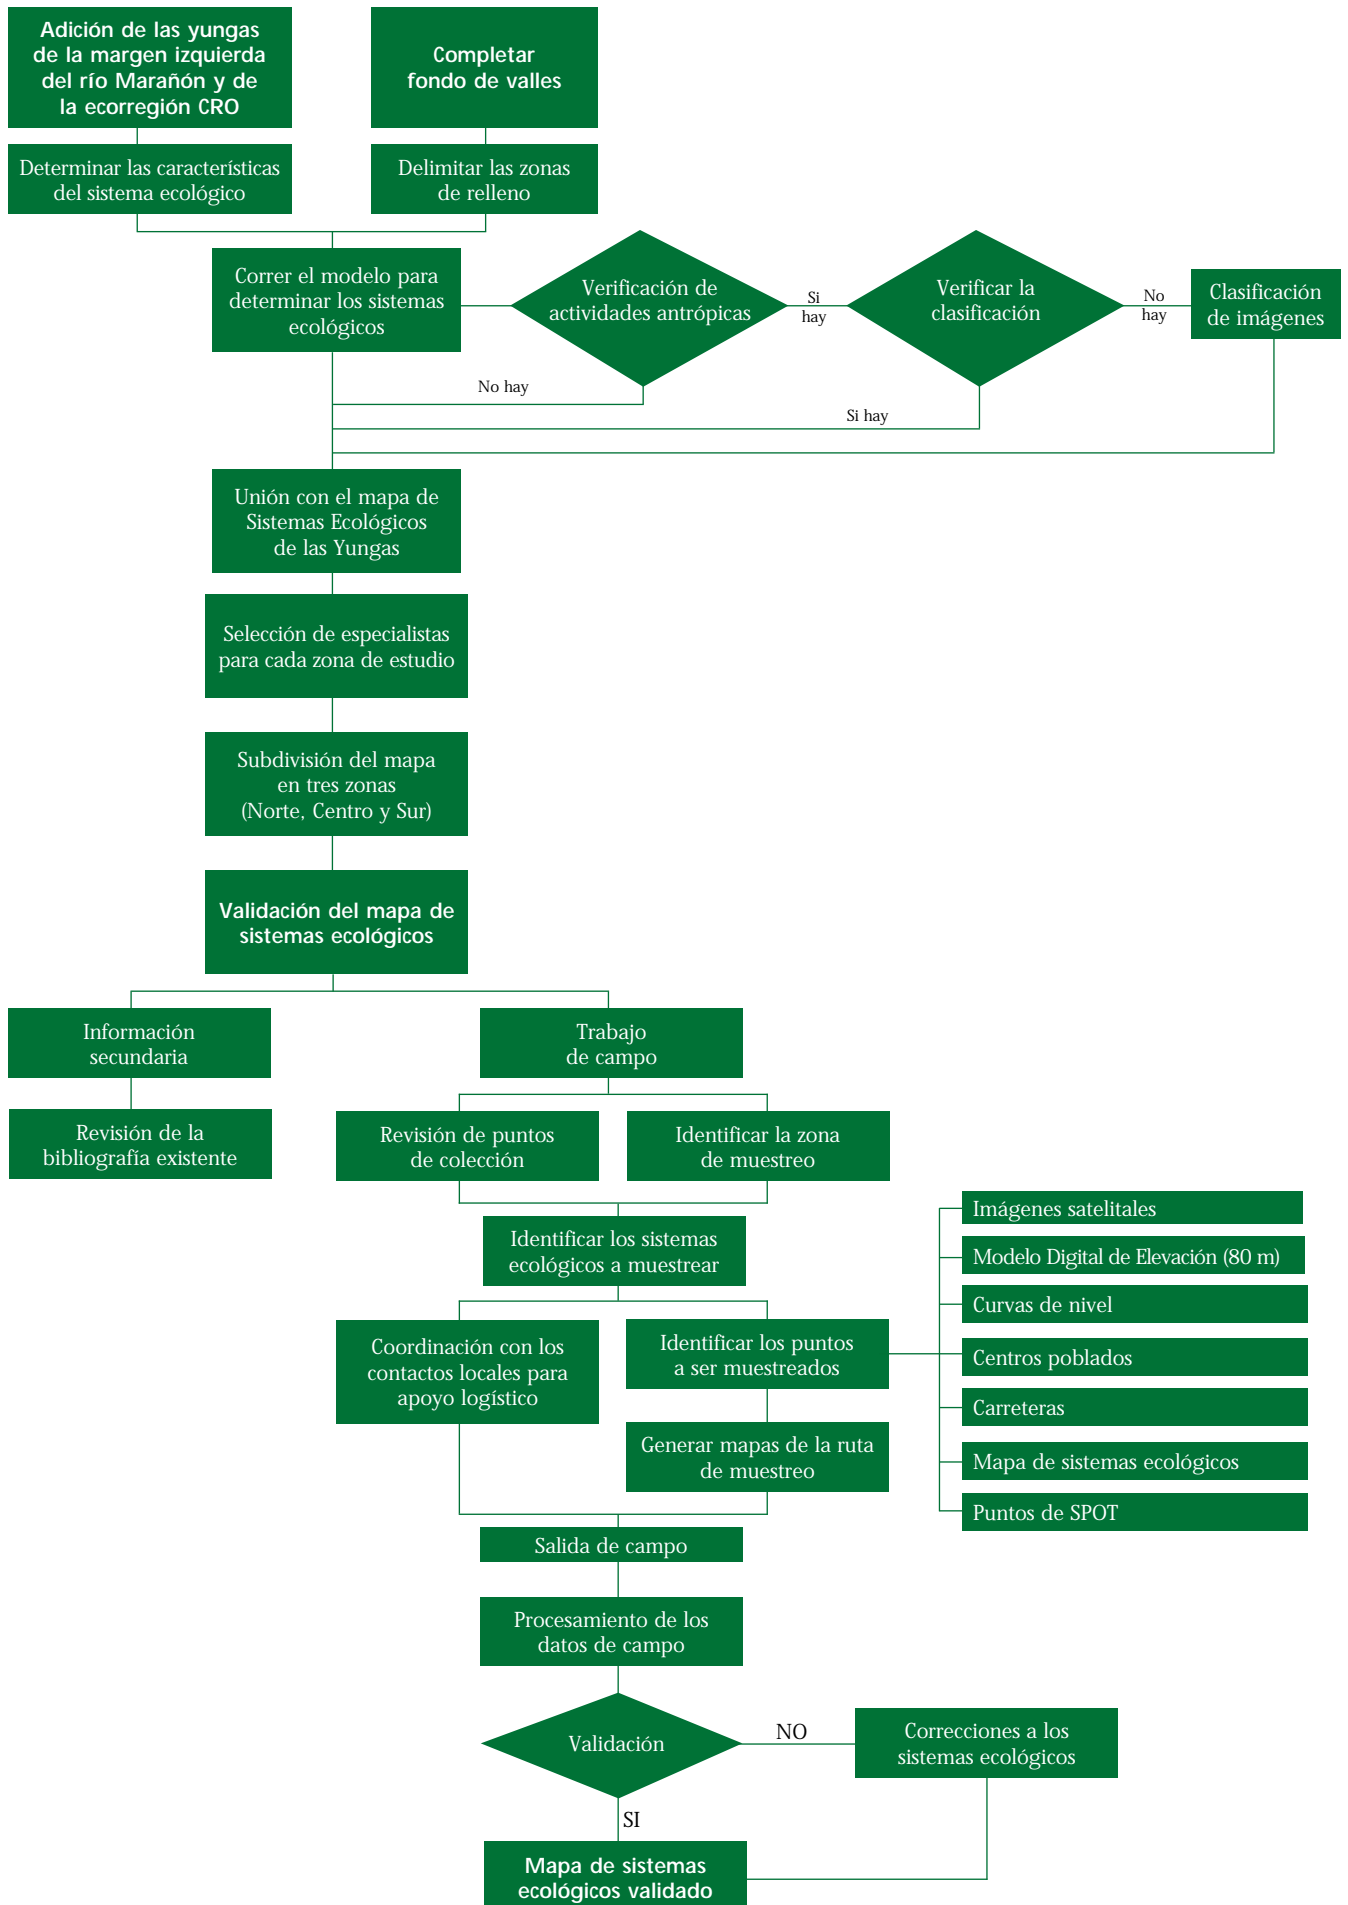 Adición de las yungas
de la margen izquierda
del río Marañón y de
la ecorregión CRO
Completar
fondo de valles
Determinar las características
del sistema ecológico
Delimitar las zonas
de relleno
Correr el modelo para
determinar los sistemas
ecológicos
Verificación de
actividades antrópicas
Si
hay
Verificar la
clasificación
No
hay
Clasificación
de imágenes
No hay
Si hay
Unión con el mapa de
Sistemas Ecológicos
de las Yungas
Selección de especialistas
para cada zona de estudio
Subdivisión del mapa
en tres zonas
(Norte, Centro y Sur)
Validación del mapa de
sistemas ecológicos
Información
secundaria
Trabajo
de campo
Revisión de la
bibliografía existente
Revisión de puntos
de colección
Identificar la zona
de muestreo
Identificar los sistemas
ecológicos a muestrear
Coordinación con los
contactos locales para
apoyo logístico
Identificar los puntos
a ser muestreados
Generar mapas de la ruta
de muestreo
Imágenes satelitales
Modelo Digital de Elevación (80 m)
Curvas de nivel
Centros poblados
Carreteras
Mapa de sistemas ecológicos
Puntos de SPOT
Salida de campo
Procesamiento de los
datos de campo
Validación
NO
Correcciones a los
sistemas ecológicos
SI
Mapa de sistemas
ecológicos validado